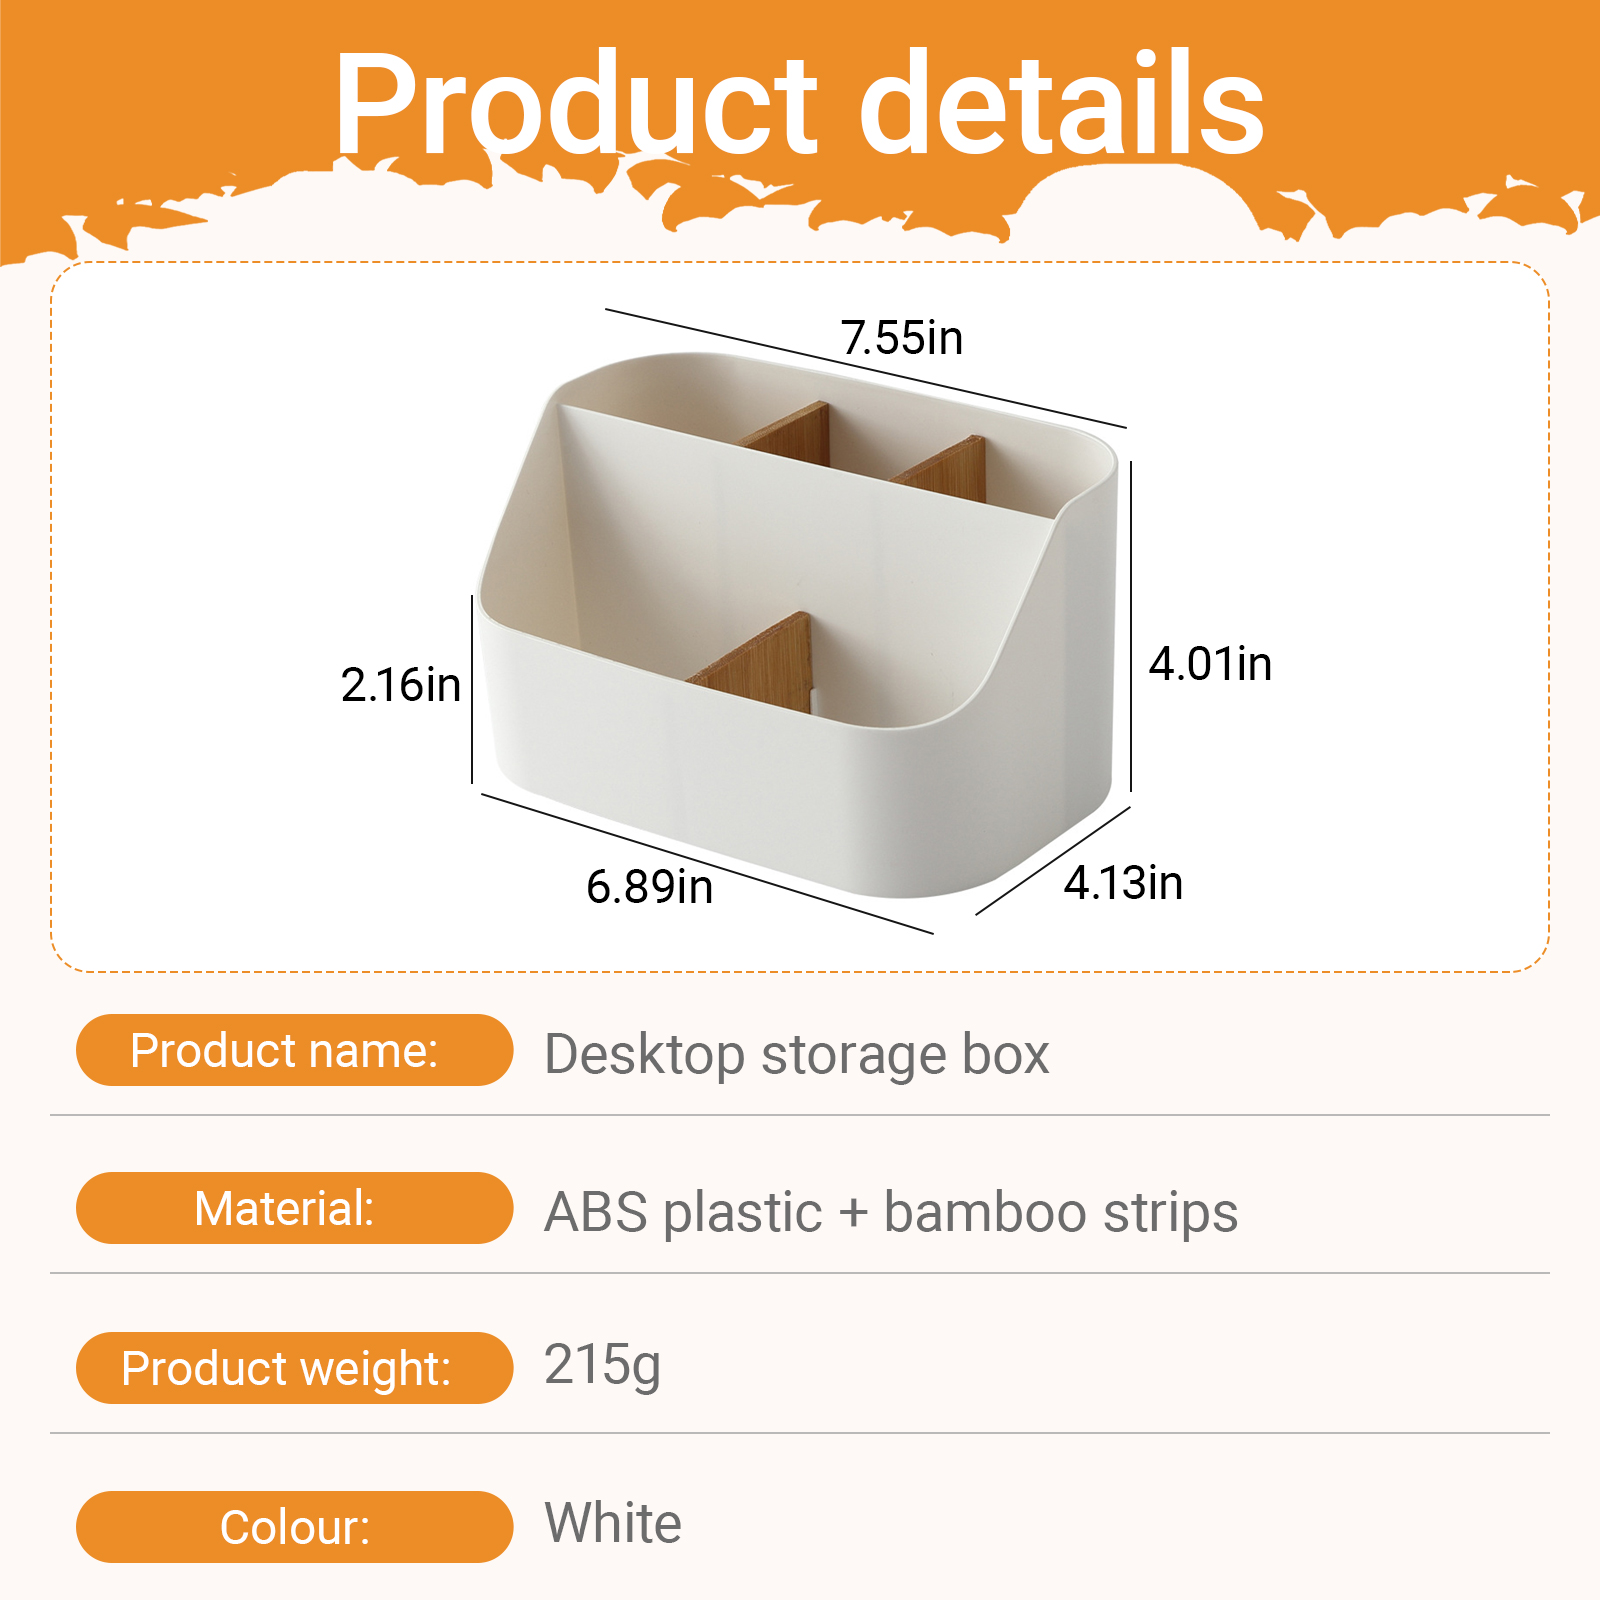 Product details
7.55in
4.01in
2.16in
4.13in
6.89in
Product name: Desktop storage box
Material: ABS plastic + bamboo strips
Product weight: 215g
Colour: White